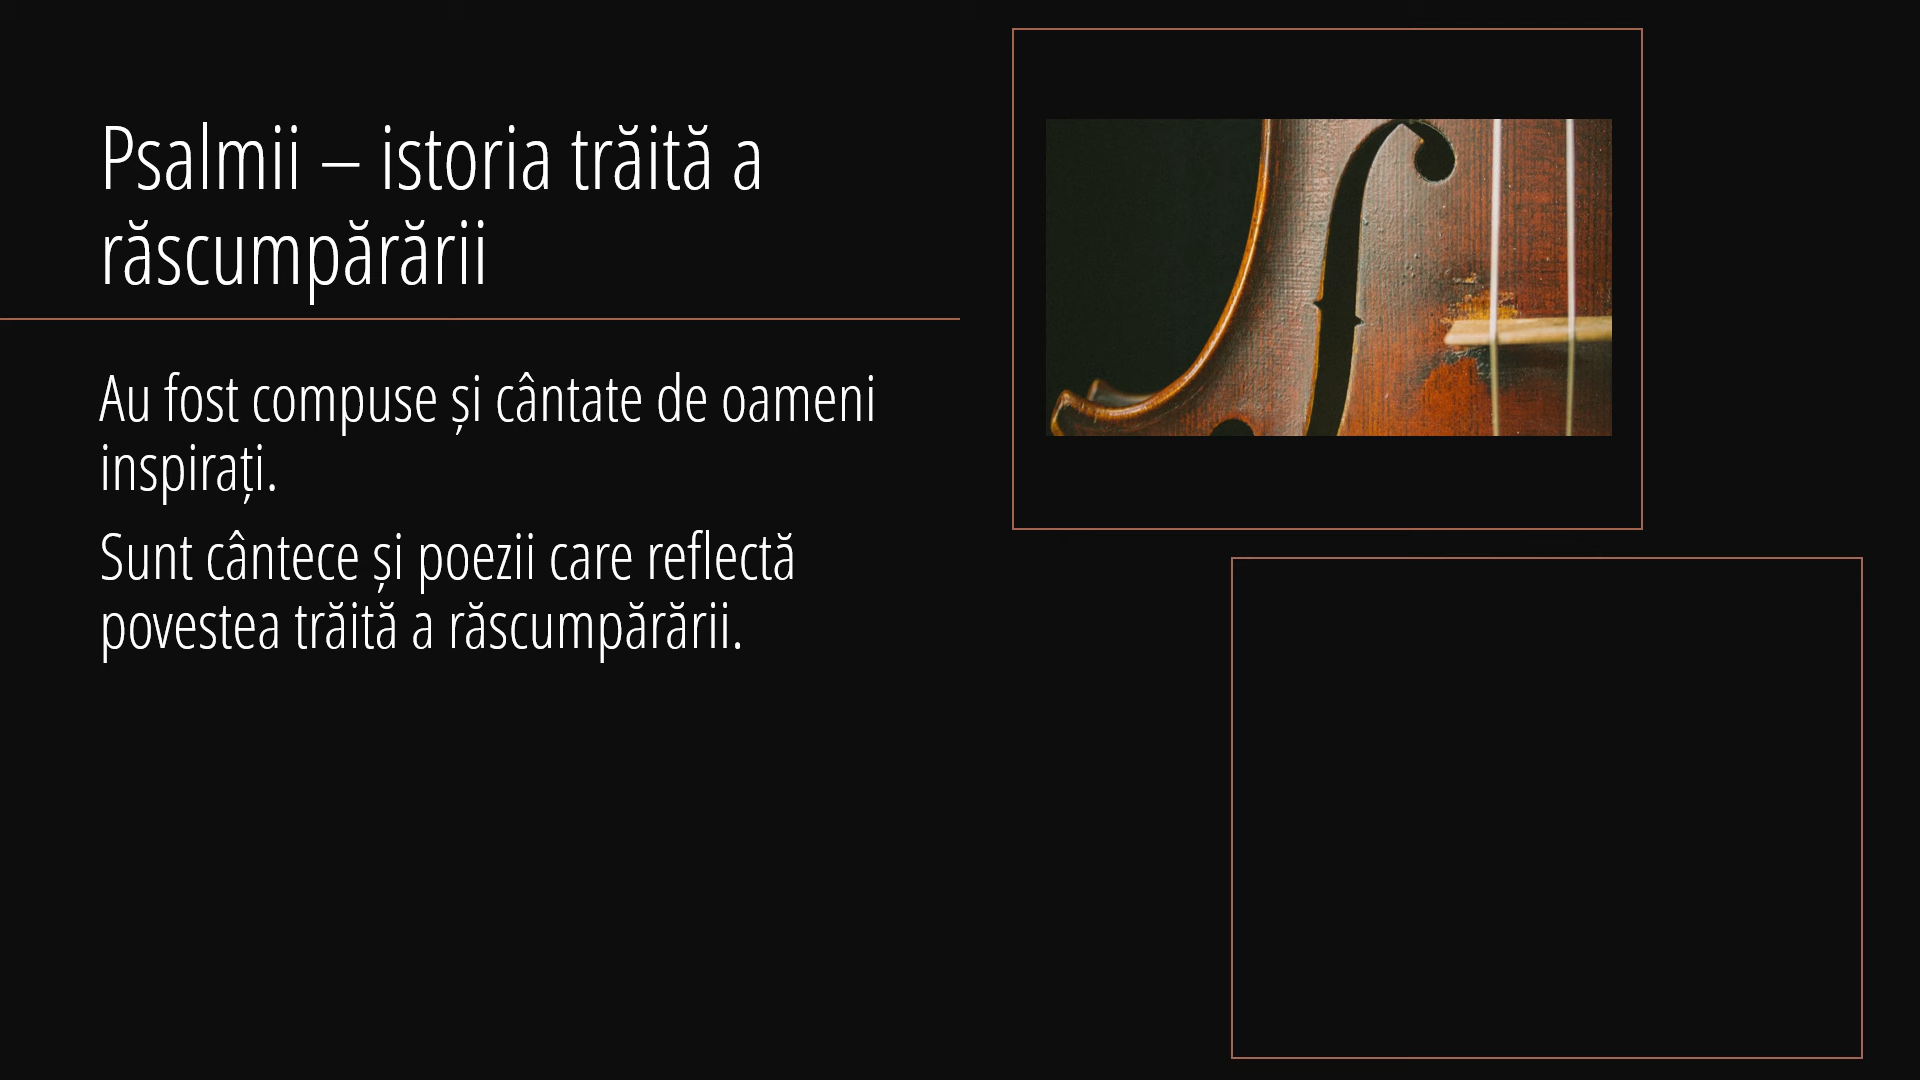 Psalmii – istoria trăită a
răscumpărării
Au fost compuse și cântate de oameni
inspirați.
Sunt cântece și poezii care reflectă
povestea trăită a răscumpărării.